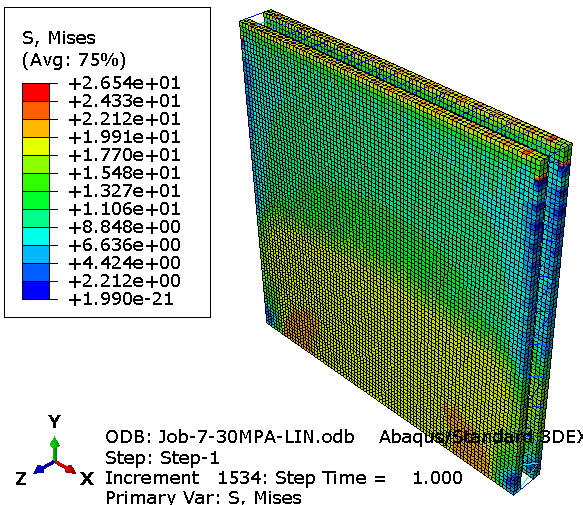 S, Mises
(Avg: 75%)
+2.654e+01
+2.433e+01
+2.212e+01
+1.991e+01
+1.770e+01
+1.548e+01
+1.327e+01
+1.106e+01
+8.848e+00
+6.636e+00
+4.424e+00
+2.212e+00
+1.990e-21
Y
Z X
ODB: Job-7-30MPA-LIN.odb Abaqus/Standard 3DEX
Step: Step-1
Increment 1534: Step Time = 1.000
Primary Var: S, Mises